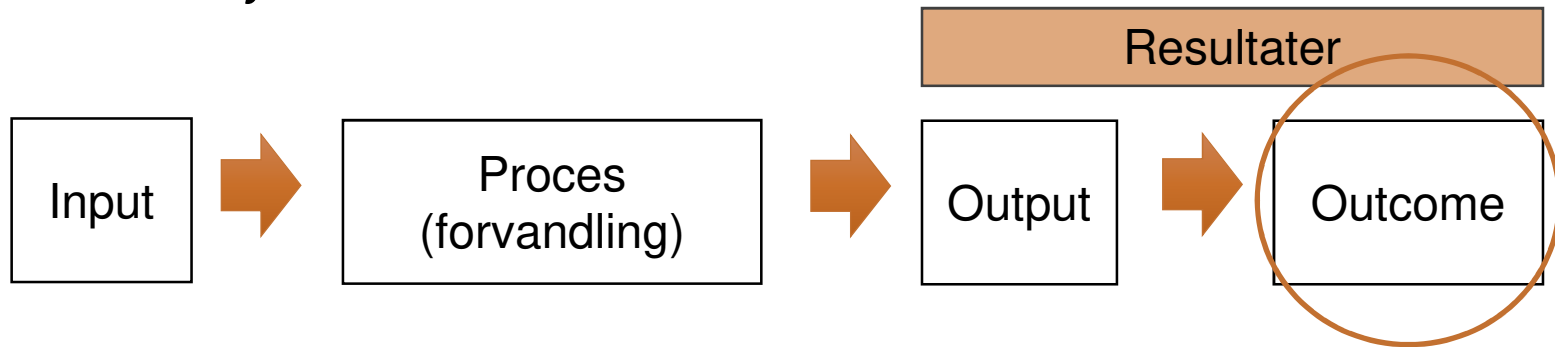 Resultater
Input
Proces
(forvandling)
Output
Outcome